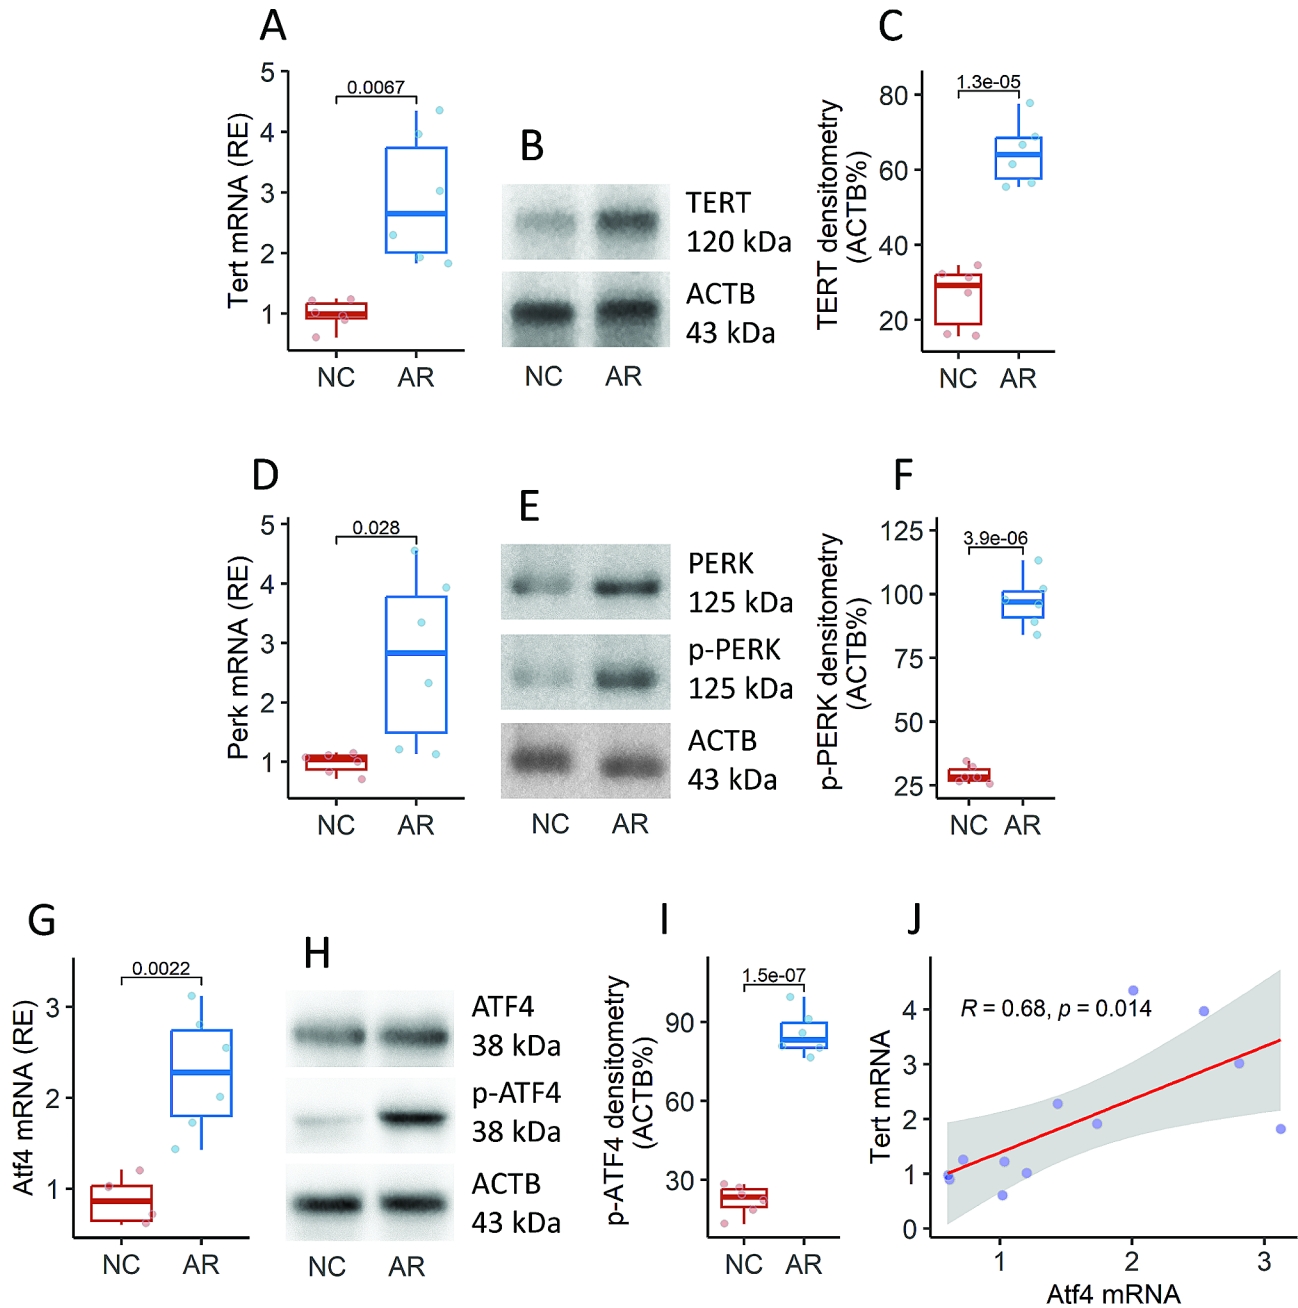 A
Tert mRNA (RE)
5
4
3
2
1
0.0067
NC
AR
B
TERT
120 kDa
ACTB
43 kDa
NC
AR
C
TERT densitometry
(ACTB%)
80
60
40
20
1.3e-05
NC
AR
D
Perk mRNA (RE)
5
4
3
2
1
0.028
NC
AR
E
PERK
125 kDa
p-PERK
125 kDa
ACTB
43 kDa
NC
AR
F
p-PERK densitometry
(ACTB%)
125
100
75
50
25
3.9e-06
NC
AR
G
Atf4 mRNA (RE)
3
2
1
0.0022
NC
AR
H
ATF4
38 kDa
p-ATF4
38 kDa
ACTB
43 kDa
NC
AR
I
p-ATF4 densitometry
(ACTB%)
90
60
30
1.5e-07
NC
AR
J
Tert mRNA
4
3
2
1
0
R = 0.68, p = 0.014
1
2
3
Atf4 mRNA